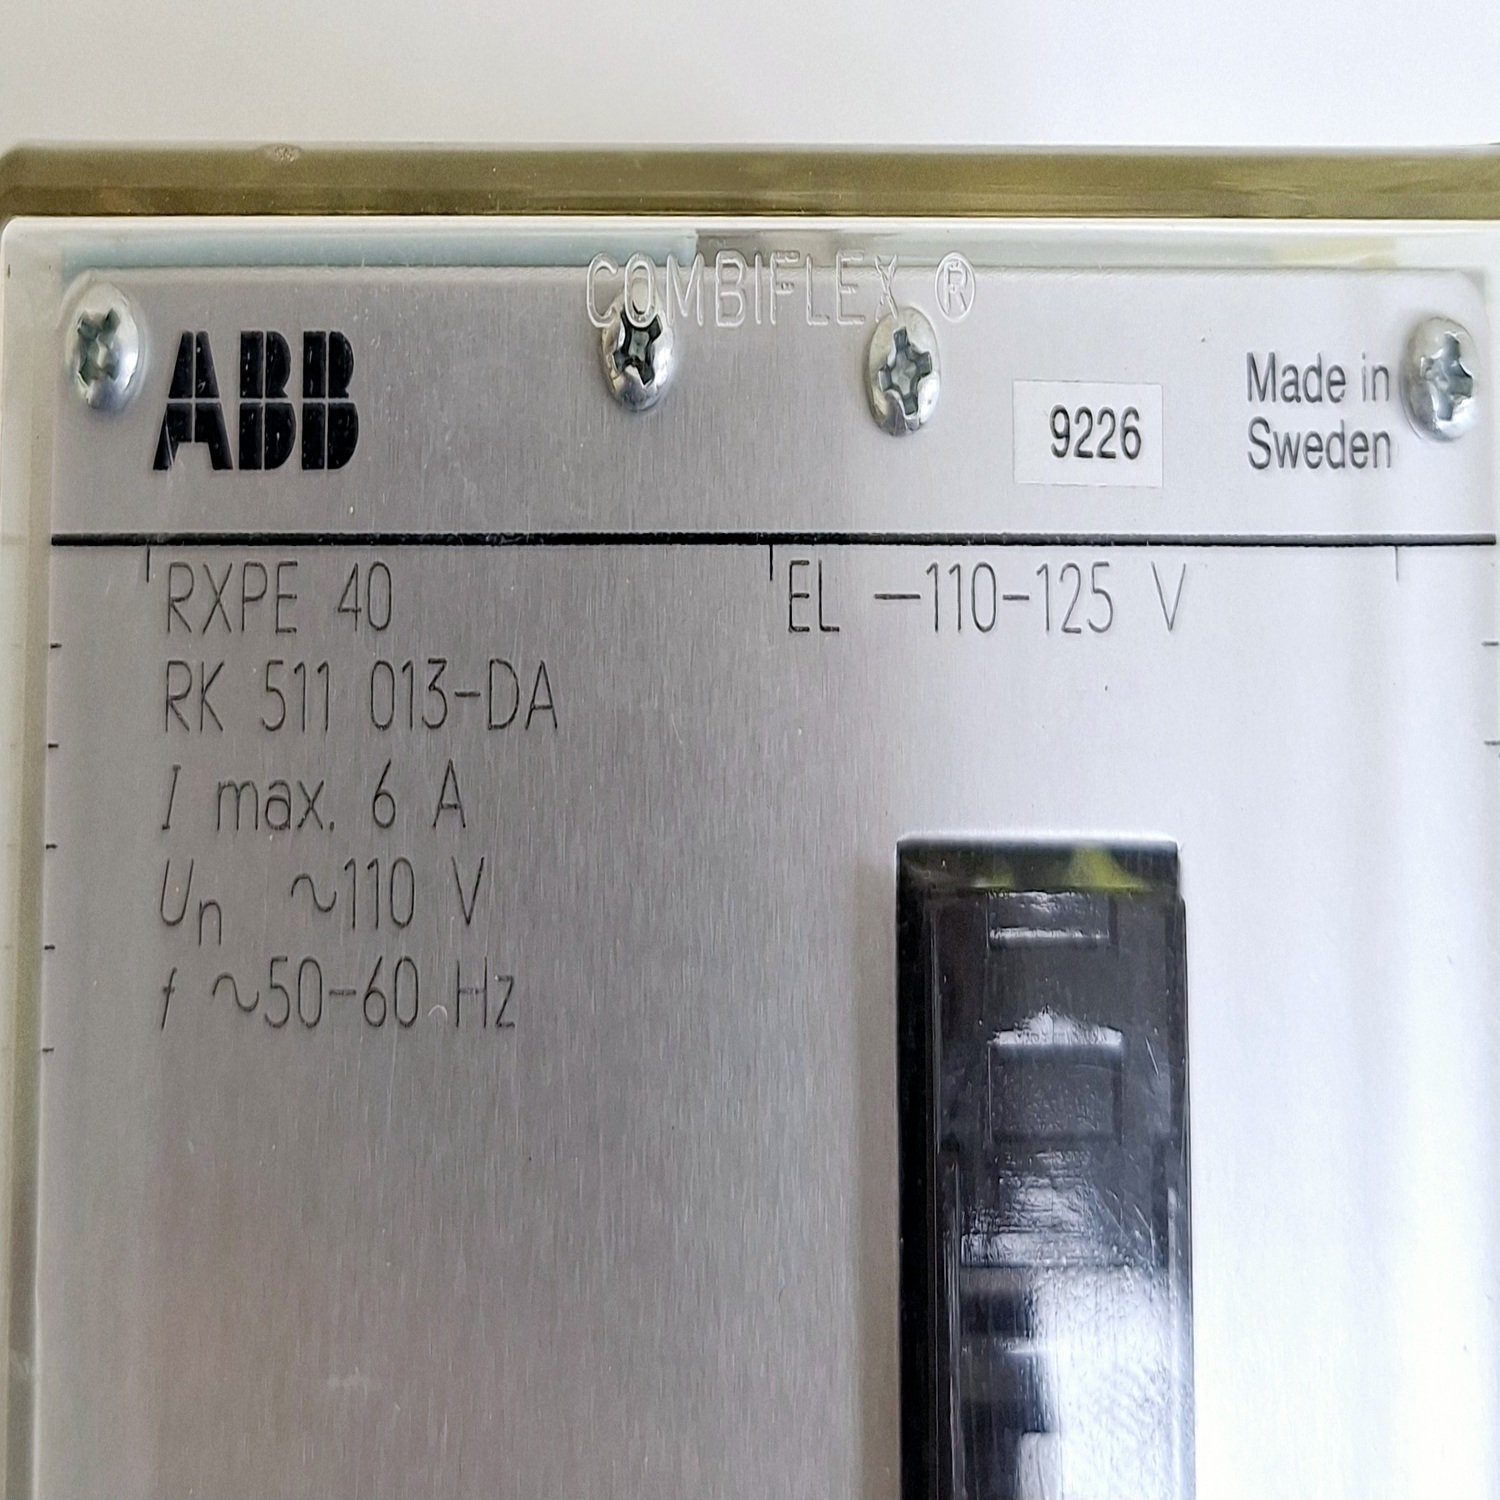 COMBIFLEX ®
ABB
9226
Made in
Sweden
RXPE 40
EL —110-125 V
RK 511 013-DA
I max. 6 A
Un ~110 V
f ~50-60 Hz